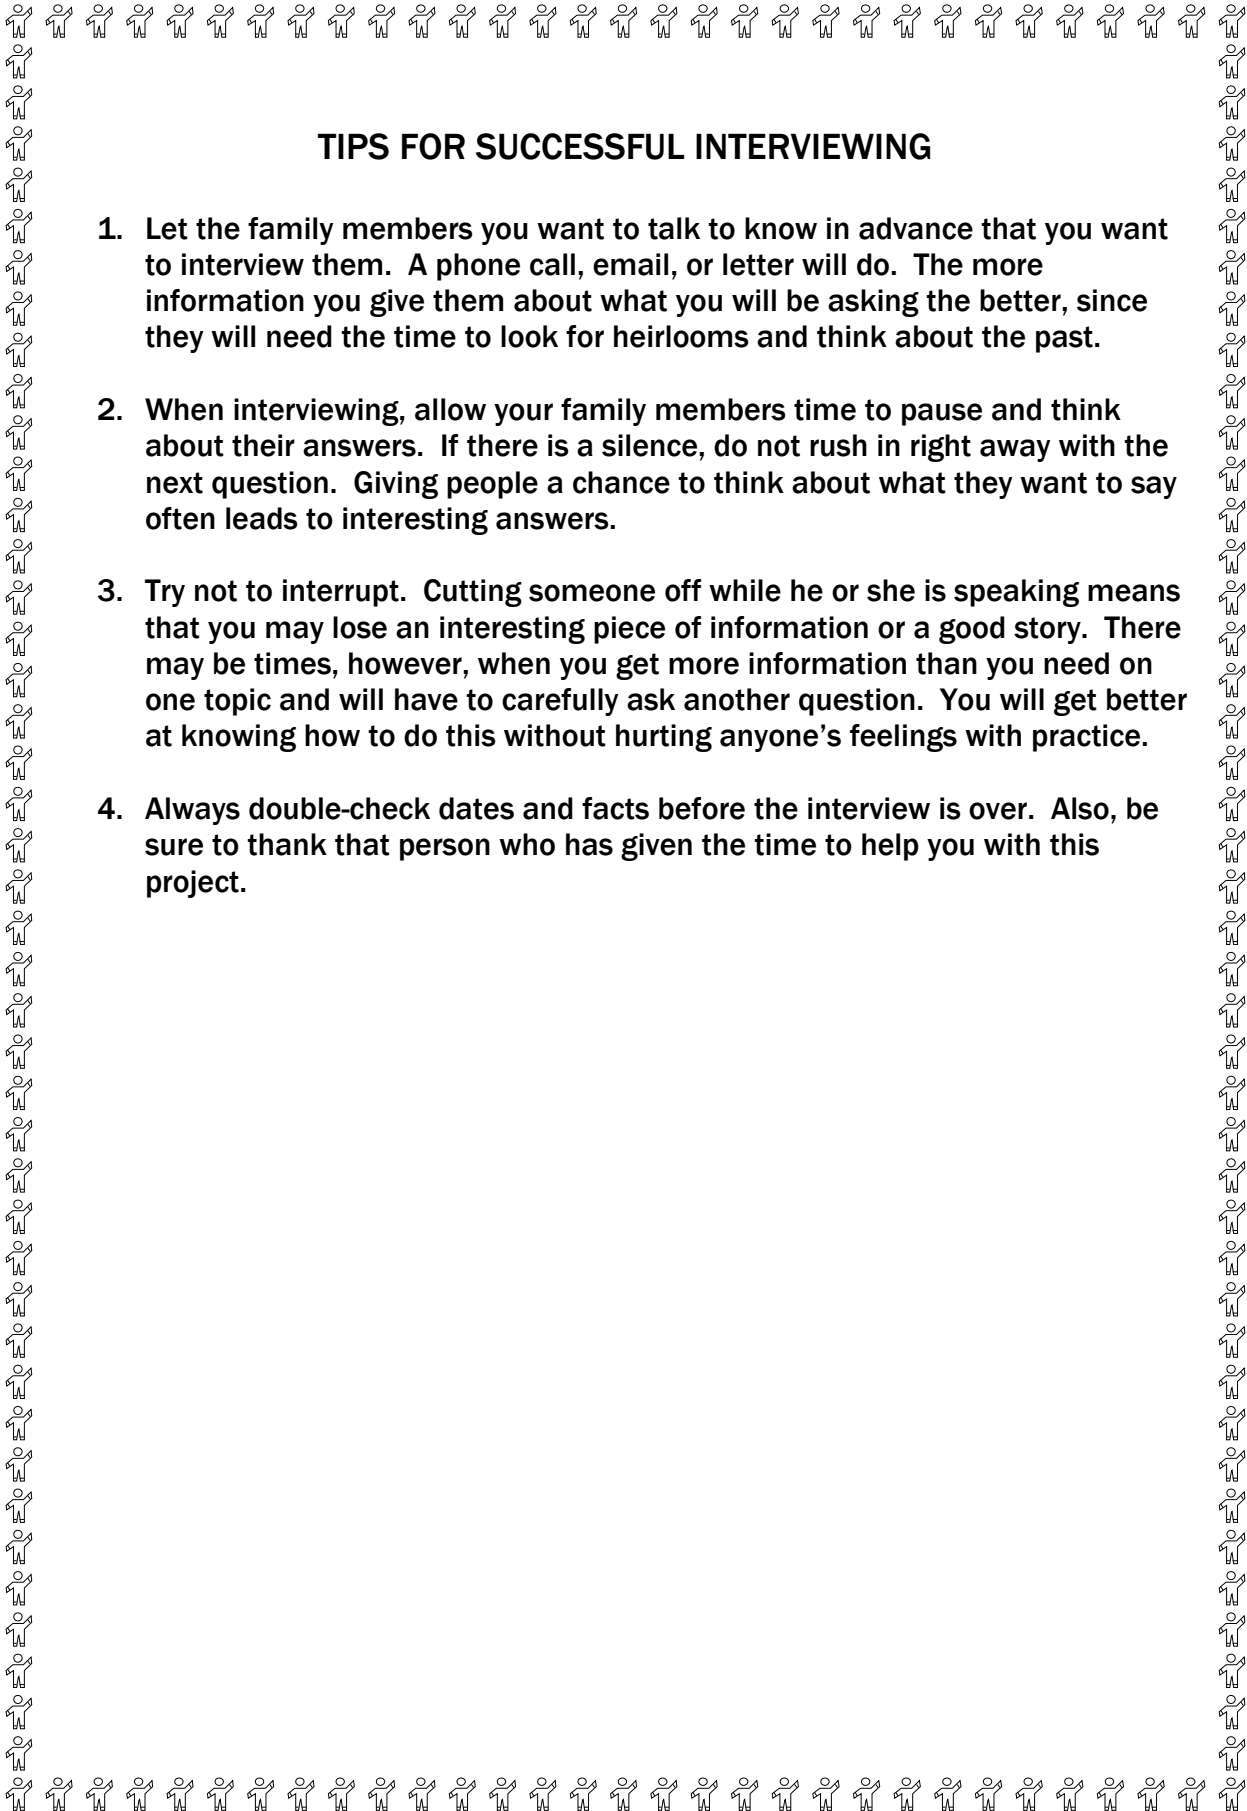 TIPS FOR SUCCESSFUL INTERVIEWING
1. Let the family members you want to talk to know in advance that you want
to interview them.  A phone call, email, or letter will do.  The more
information you give them about what you will be asking the better, since
they will need the time to look for heirlooms and think about the past.
2. When interviewing, allow your family members time to pause and think
about their answers.  If there is a silence, do not rush in right away with the
next question.  Giving people a chance to think about what they want to say
often leads to interesting answers.
3. Try not to interrupt.  Cutting someone off while he or she is speaking means
that you may lose an interesting piece of information or a good story.  There
may be times, however, when you get more information than you need on
one topic and will have to carefully ask another question.  You will get better
at knowing how to do this without hurting anyone’s feelings with practice.
4. Always double-check dates and facts before the interview is over.  Also, be
sure to thank that person who has given the time to help you with this
project.